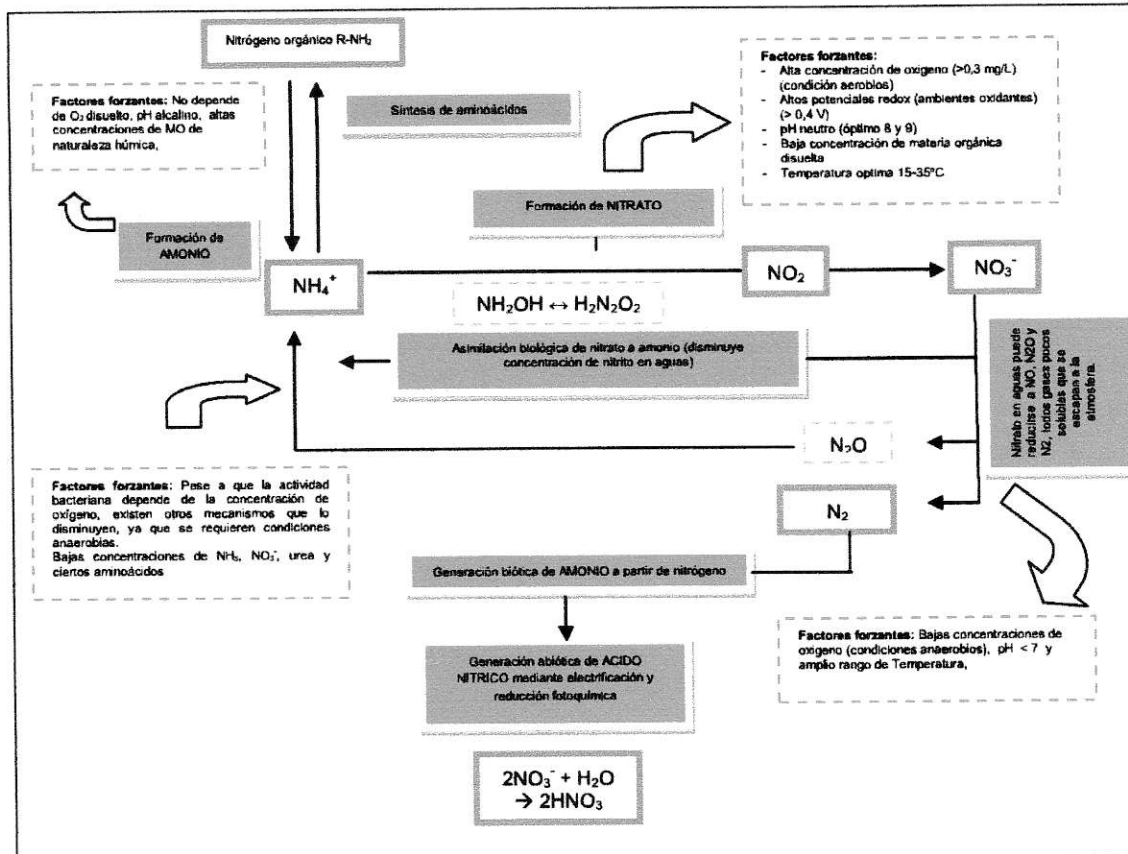 Nitrógeno orgánico R-NH₂
Factores forzantes: No depende
de O₂ disuelto, pH alcalino, altas
concentraciones de MO de
naturaleza húmica,
Síntesis de aminoácidos
Factores forzantes:
- Alta concentración de oxigeno (>0,3 mg/L)
(condición aerobios)
- Altos potenciales redox (ambientes oxidantes)
(> 0,4 V)
- pH neutro (óptimo 8 y 9)
- Baja concentración de materia orgánica
disuelta
- Temperatura optima 15-35ºC
Formación de NITRATO
Formación de
AMONIO
NH₄⁺
NO₂
NO₃⁻
NH₂OH ↔ H₂N₂O₂
Asimilación biológica de nitrato a amonio (disminuye
concentración de nitrito en aguas)
Nitrato en aguas puede
reducirse a NO, N2O y
N2, todos gases pocos
solubles que se
escapan a la
atmosfera.
N₂O
N₂
Factores forzantes: Pese a que la actividad
bacteriana depende de la concentración de
oxígeno, existen otros mecanismos que lo
disminuyen, ya que se requieren condiciones
anaerobias.
Bajas concentraciones de NH₃, NO₃⁻, urea y
ciertos aminoácidos
Generación biótica de AMONIO a partir de nitrógeno
Generación abiótica de ACIDO
NITRICO mediante electrificación y
reducción fotoquímica
Factores forzantes: Bajas concentraciones de
oxigeno (condiciones anaerobios), pH < 7 y
amplio rango de Temperatura,
2NO₃⁻ + H₂O
→ 2HNO₃